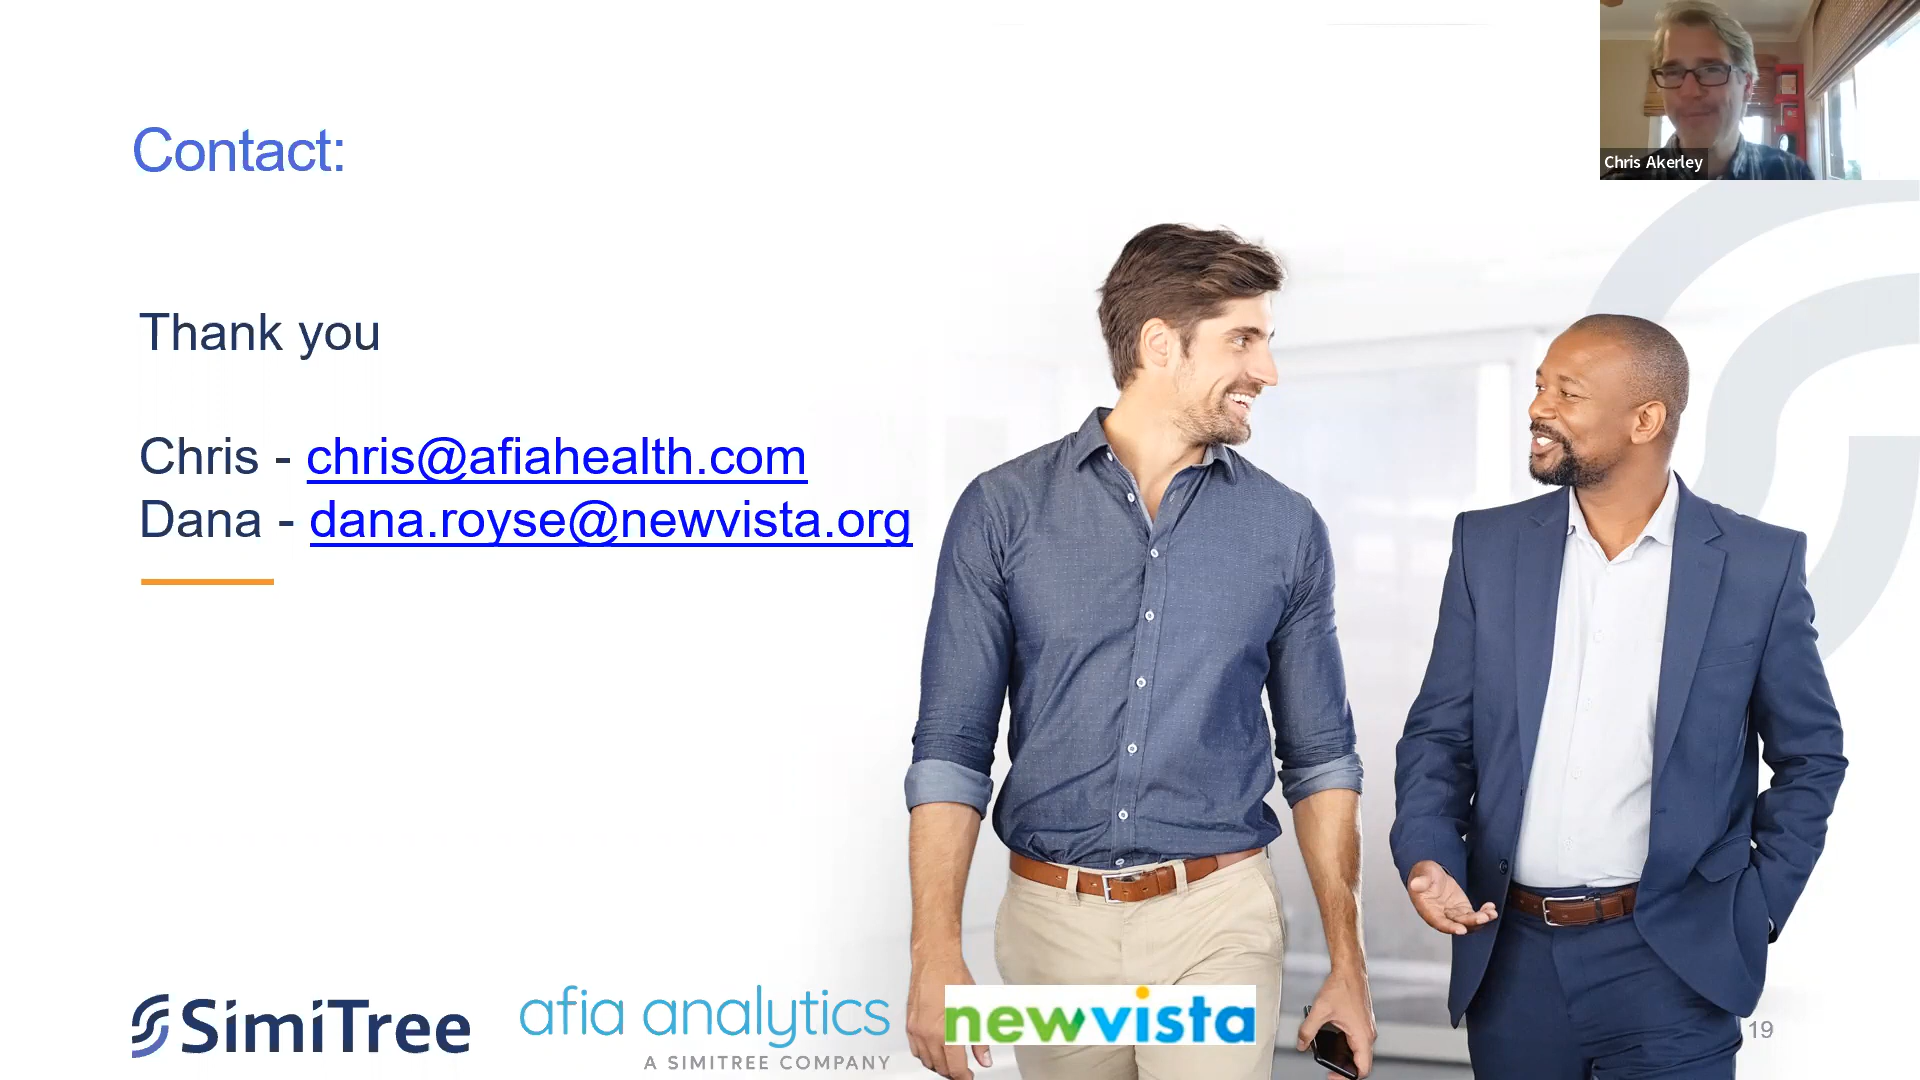 Contact:
Chris Akerley
Thank you
Chris - chris@afiahealth.com
Dana - dana.royse@newvista.org
SimiTree
afia analytics
A SIMITREE COMPANY
newvista
19